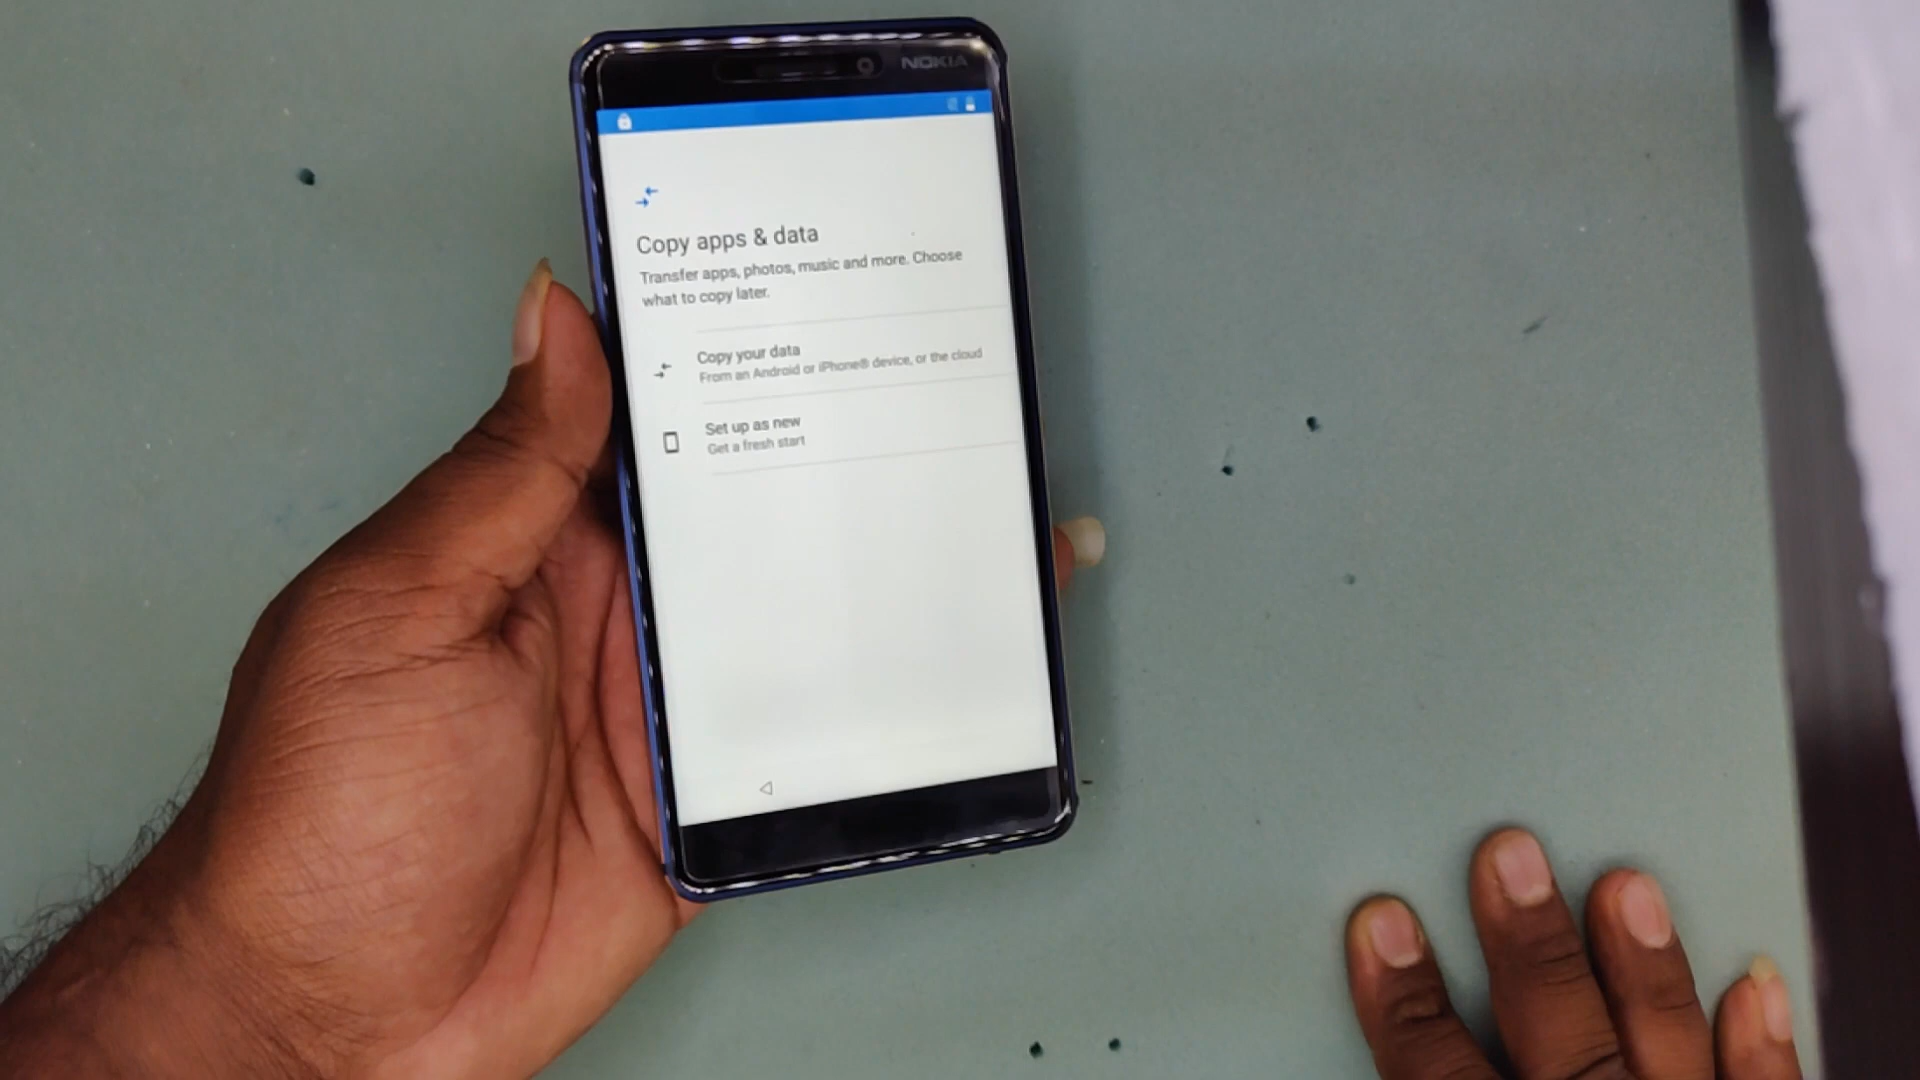 NOKIA
Copy apps & data
Transfer apps, photos, music and more. Choose
what to copy later.
Copy your data
From an Android or iPhone® device, or the cloud
Set up as new
Get a fresh start